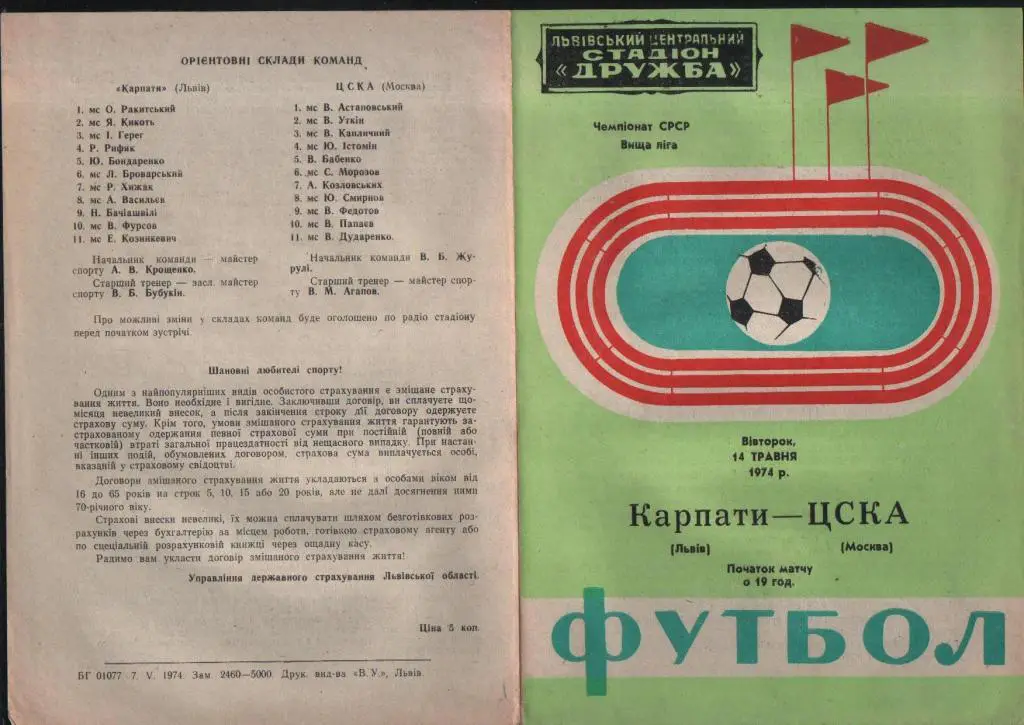 ОРІЄНТОВНІ СКЛАДИ КОМАНД
«Карпати» (Львів)
1. мс О. Ракитський
2. мс Я. Кикоть
3. мс І. Герег
4. Р. Рифяк
5. Ю. Бондаренко
6. мс Л. Броварський
7. мс Р. Хижак
8. мс А. Васильєв
9. Н. Бачіашвілі
10. мс В. Фурсов
11. мс Е. Козинкевич
Начальник команди — майстер
спорту А. В. Крощенко.
Старший тренер — засл. майстер
спорту В. Б. Бубукін.
ЦСКА (Москва)
1. мс В. Астаповський
2. мс В. Уткін
3. мс В. Капличний
4. мс Ю. Істомін
5. В. Бабенко
6. мс С. Морозов
7. А. Козловських
8. мс Ю. Смирнов
9. мс В. Федотов
10. мс В. Папаєв
11. мс В. Дударенко.
Начальник команди В. Б. Жу-
рулі.
Старший тренер — майстер спор-
ту В. М. Агапов.
Про можливі зміни у складах команд буде оголошено по радіо стадіону
перед початком зустрічі.
Шановні любителі спорту!
Одним з найпопулярніших видів особистого страхування є змішане страху-
вання життя. Воно необхідне і вигідне. Заключивши договір, ви сплачуєте що-
місяця невеликий внесок, а після закінчення строку дії договору одержуєте
страхову суму. Крім того, умови змішаного страхування життя гарантують за-
страхованому одержання певної страхової суми при постійній (повній або
частковій) втраті загальної працездатності від нещасного випадку. При настан-
ні інших подій, обумовлених договором, страхова сума виплачується особі,
вказаній у страховому свідоцтві.
Договори змішаного страхування життя укладаються з особами віком від
16 до 65 років на строк 5, 10, 15 або 20 років, але не далі досягнення ними
70-річного віку.
Страхові внески невеликі, їх можна сплачувати шляхом безготівкових роз-
рахунків через бухгалтерію за місцем роботи, готівкою страховому агенту або
по спеціальній розрахунковій книжці через ощадну касу.
Радимо вам укласти договір змішаного страхування життя!
Управління державного страхування Львівської області.
Ціна 5 коп.
БГ 01077 7. V. 1974. Зам 2460—5000. Друк. вид-ва «В. У.», Львів.
ЛЬВІВСЬКИЙ ЦЕНТРАЛЬНИЙ
СТАДІОН
«ДРУЖБА»
Чемпіонат СРСР
Вища ліга
Вівторок,
14 ТРАВНЯ
1974 р.
Карпати—ЦСКА
(Львів) (Москва)
Початок матчу
о 19 год.
ФУТБОЛ